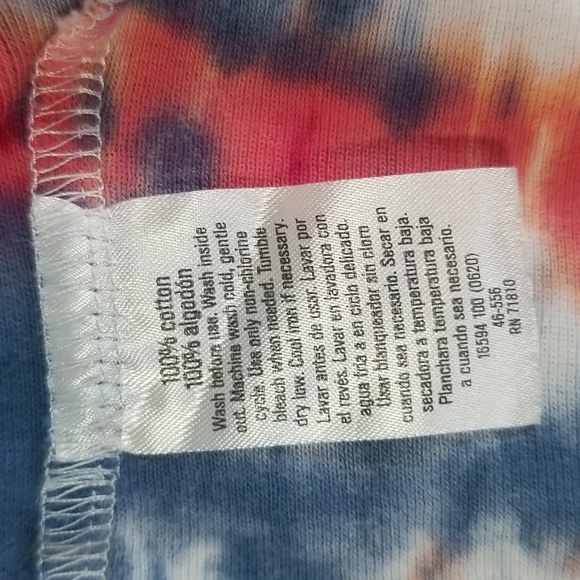 100% cotton
100% algodón
Wash before use. Wash inside
out. Machine wash cold, gentle
cycle. Use only non-chlorine
bleach when needed. Tumble
dry low. Cool iron if necessary.
Lavar antes de usar. Lavar por
el revés. Lavar en lavadora con
agua fría a en ciclo delicado.
Usar blanqueador sin cloro
cuando sea necesario. Secar en
secadora a temperatura baja.
Planchara temperatura baja
a cuando sea necesario.
16594 100 (0620)
46-556
RN 71810